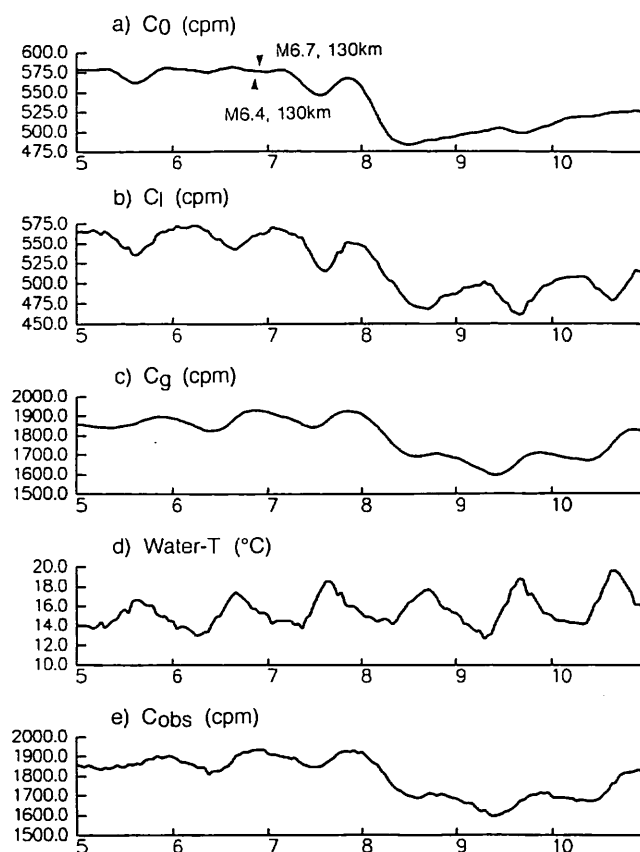 a) C0 (cpm)
600.0
575.0
550.0
525.0
500.0
475.0
M6.7, 130km
M6.4, 130km
5 6 7 8 9 10
b) Cl (cpm)
575.0
550.0
525.0
500.0
475.0
450.0
5 6 7 8 9 10
c) Cg (cpm)
2000.0
1900.0
1800.0
1700.0
1600.0
1500.0
5 6 7 8 9 10
d) Water-T (°C)
20.0
18.0
16.0
14.0
12.0
10.0
5 6 7 8 9 10
e) Cobs (cpm)
2000.0
1900.0
1800.0
1700.0
1600.0
1500.0
5 6 7 8 9 10